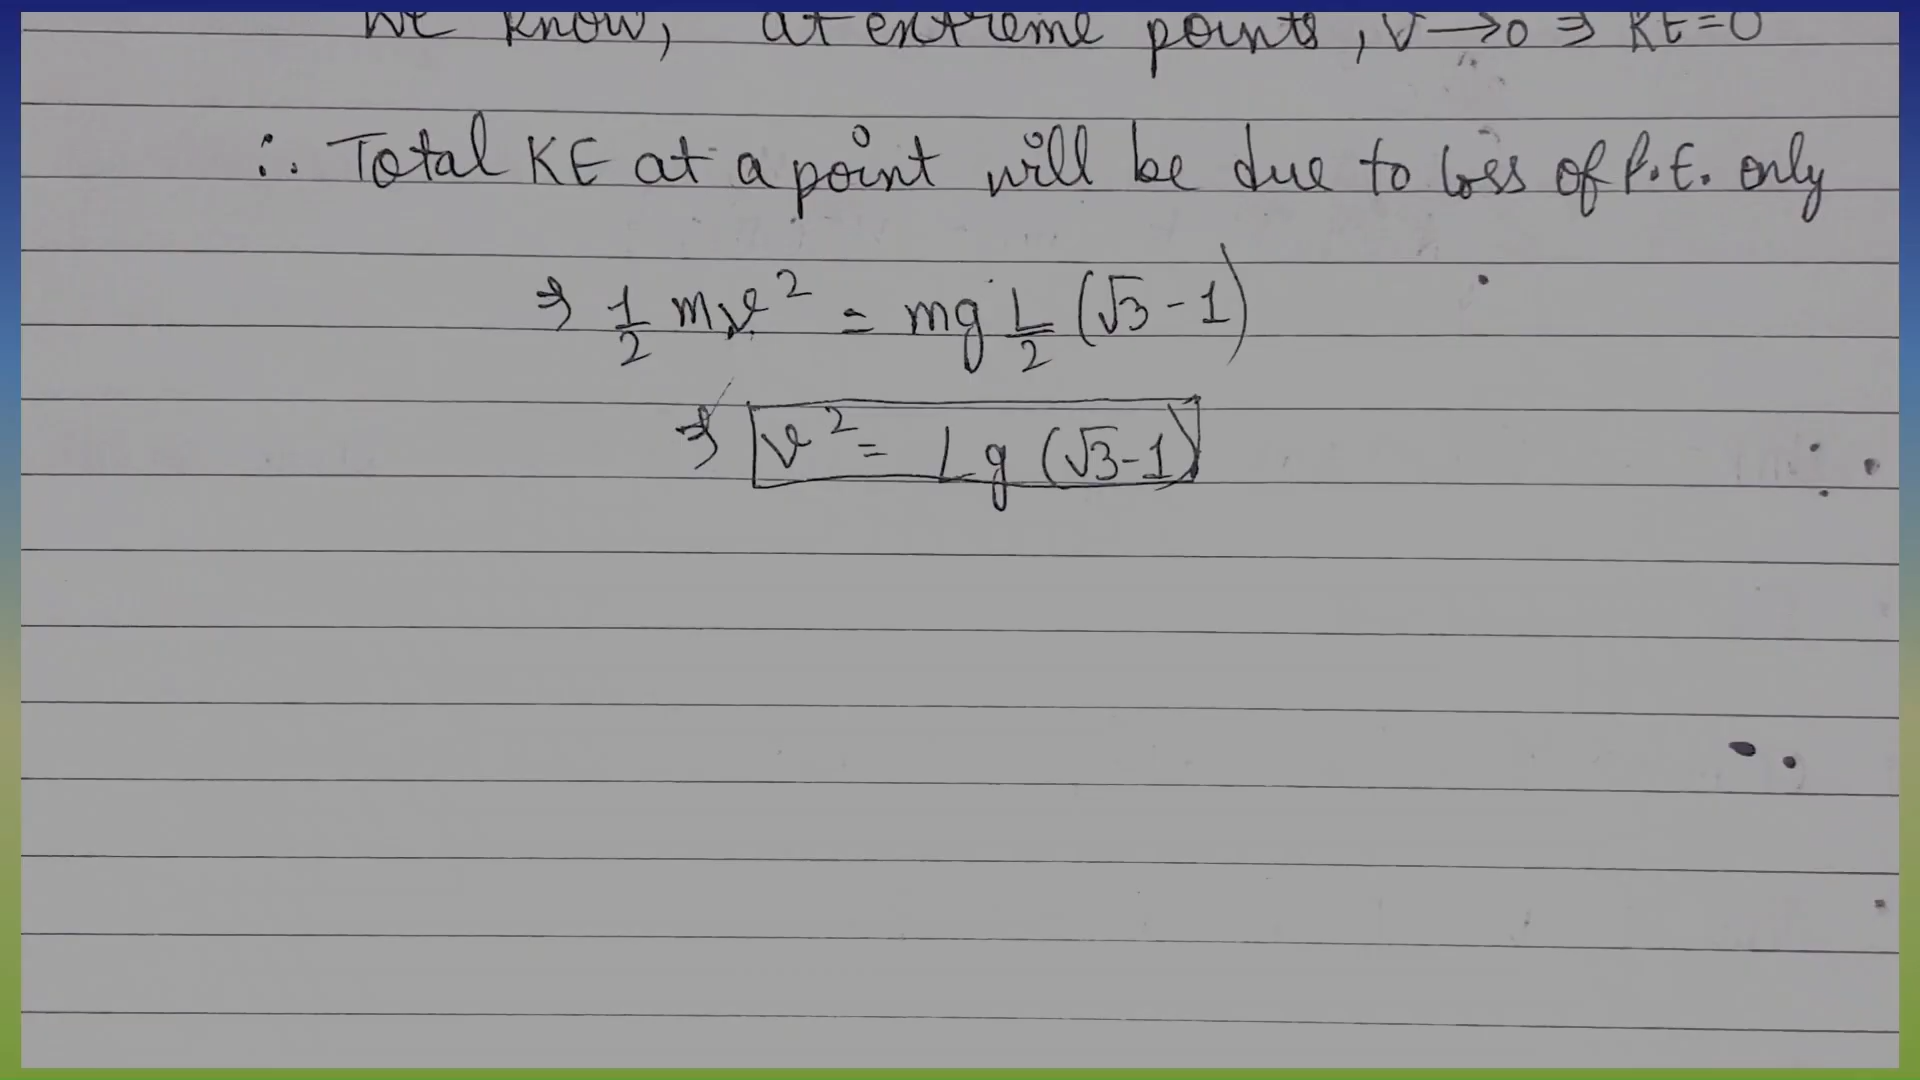 We know, at extreme points, V→0 ⇒ KE=0
∴ Total KE at a point will be due to loss of P.E. only
⇒ 1/2 mv² = mg L/2 (√3-1)
⇒ v² = Lg (√3-1)